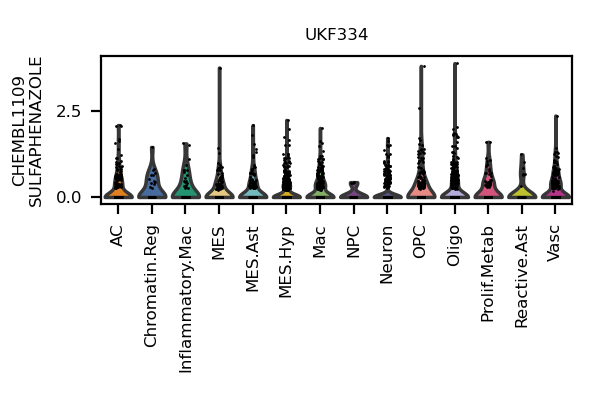 UKF334
CHEMBL1109
SULFAPHENAZOLE
2.5
0.0
AC
Chromatin.Reg
Inflammatory.Mac
MES
MES.Ast
MES.Hyp
Mac
NPC
Neuron
OPC
Oligo
Prolif.Metab
Reactive.Ast
Vasc